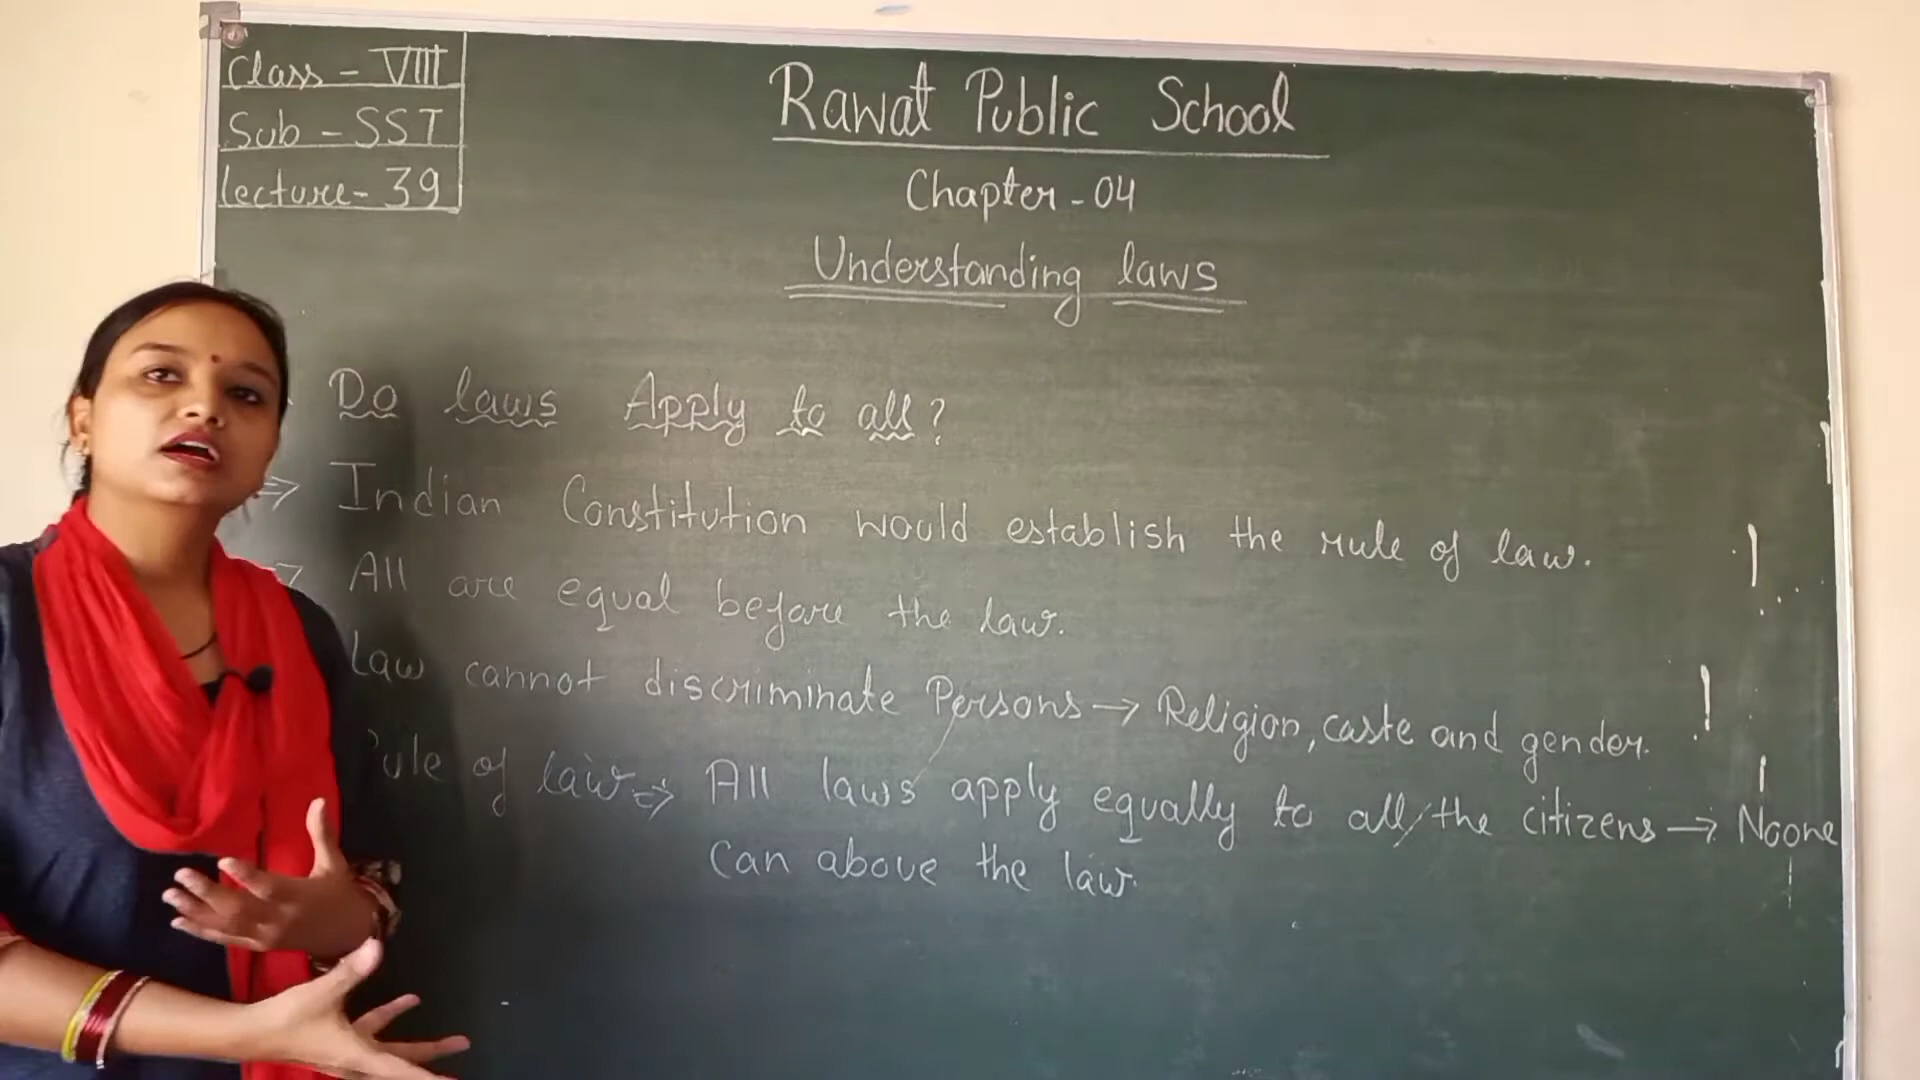 Class - VIII
Sub - SST
lecture - 39
Rawat Public School
Chapter - 04
Understanding laws
Do laws Apply to all?
⇒ Indian Constitution would establish the rule of law.
⇒ All are equal before the law.
Law cannot discriminate Persons → Religion, caste and gender.
of law ⇒ All laws apply equally to all/the citizens → Noone
Can above the law.